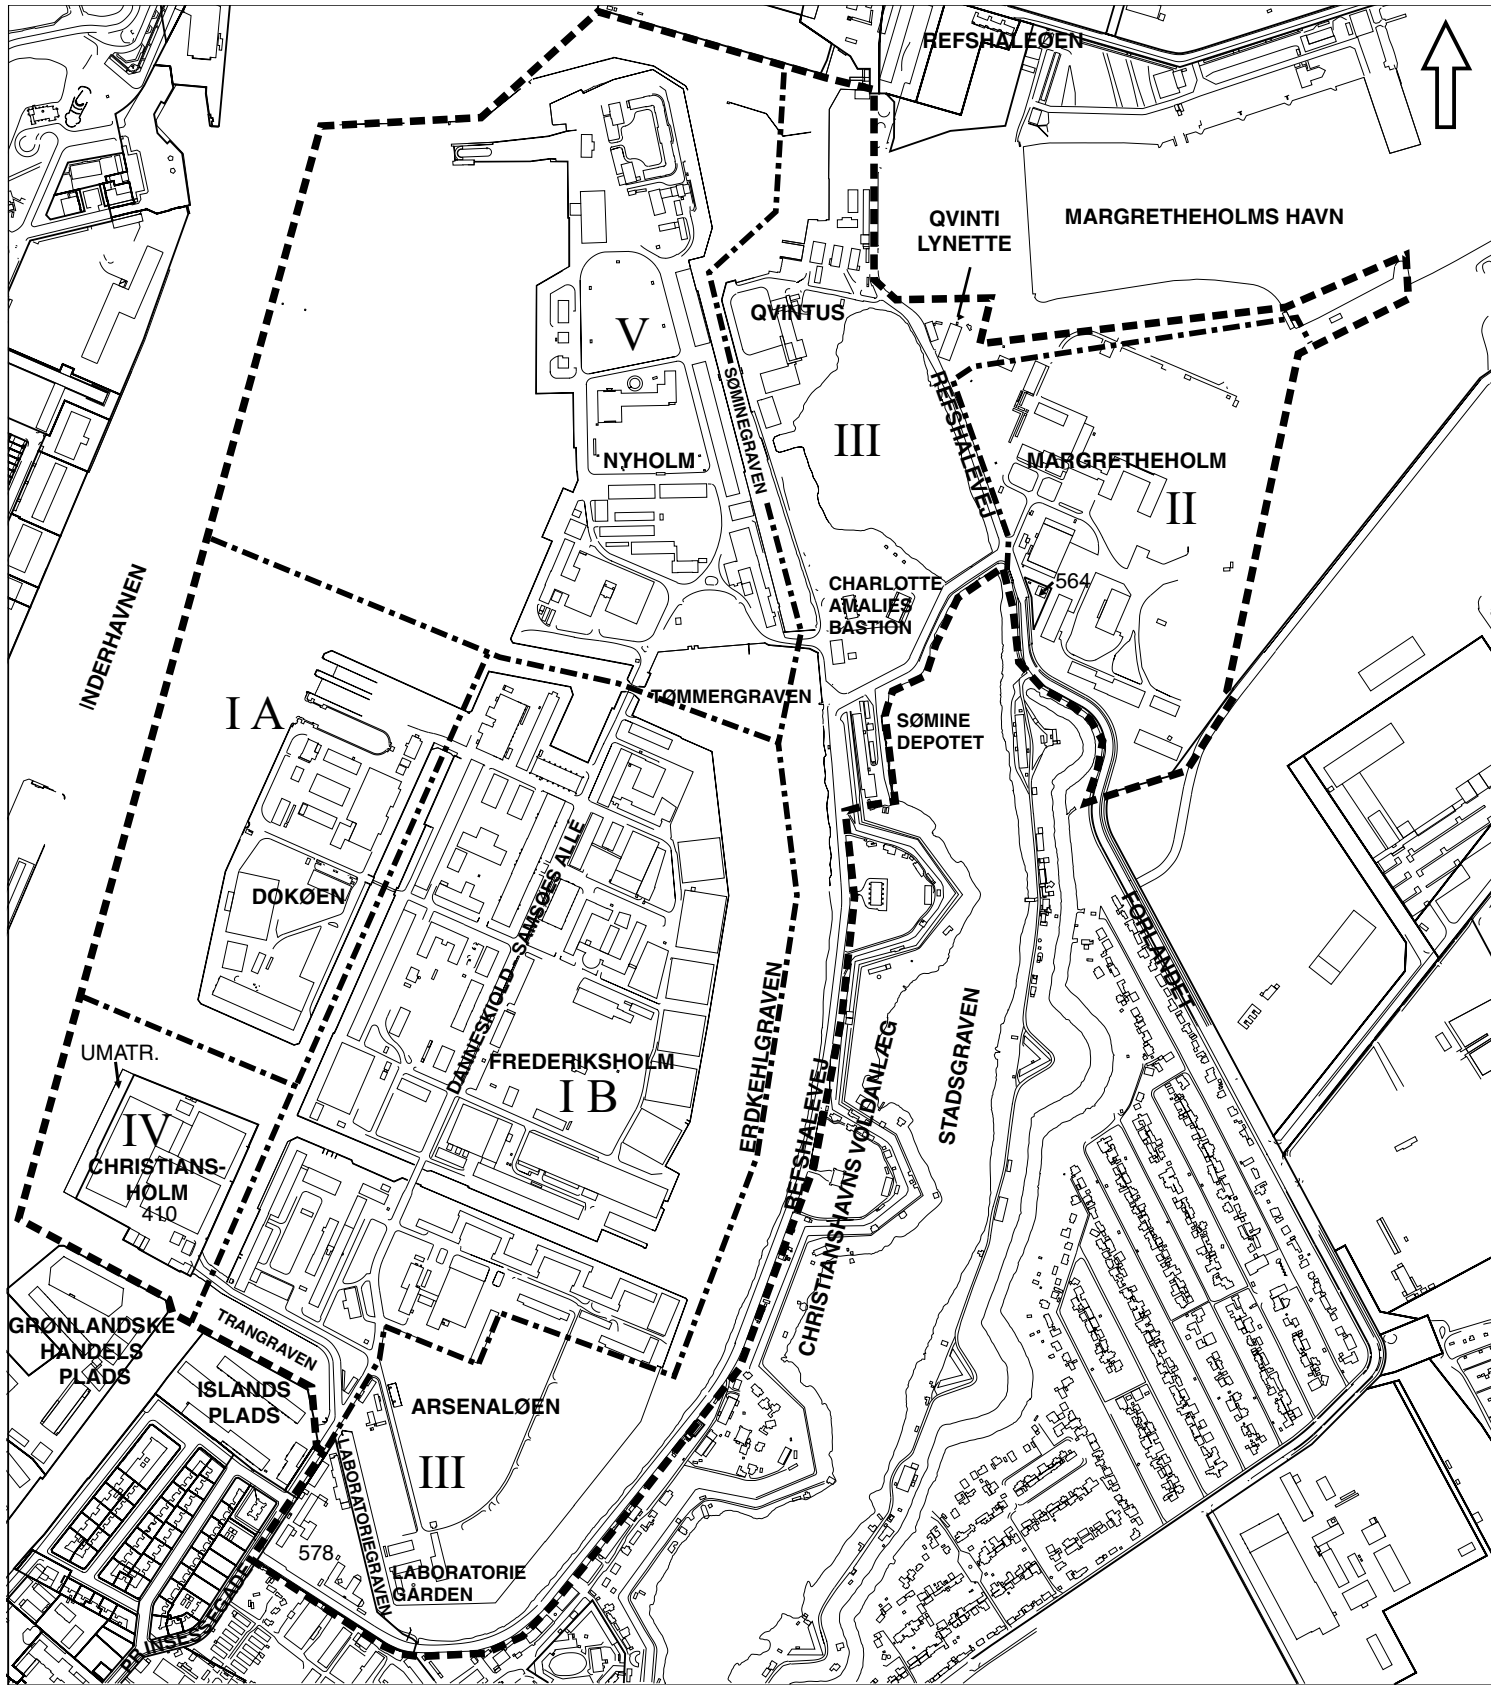 REFSHALEØEN
QVINTI
LYNETTE
MARGRETHEHOLMS HAVN
QVINTUS
V
SØMINEGRAVEN
REFSHALEVEJ
III
NYHOLM
MARGRETHEHOLM
II
INDERHAVNEN
CHARLOTTE
AMALIES
BASTION
564
TØMMERGRAVEN
I A
SØMINE
DEPOTET
DOKØEN
DANNESKIOLD-SAMSØES ALLÉ
FORLANDET
ERDKEHLGRAVEN
STADSGRAVEN
UMATR.
FREDERIKSHOLM
I B
REFSHALEVEJ
CHRISTIANSHAVNS VOLDANLÆG
IV
CHRISTIANS-
HOLM
410
GRØNLANDSKE
HANDELS
PLADS
TRANGRAVEN
ISLANDS
PLADS
ARSENALØEN
III
LABORATORIEGRAVEN
578
LABORATORIE
GÅRDEN
PRINSESSEGADE